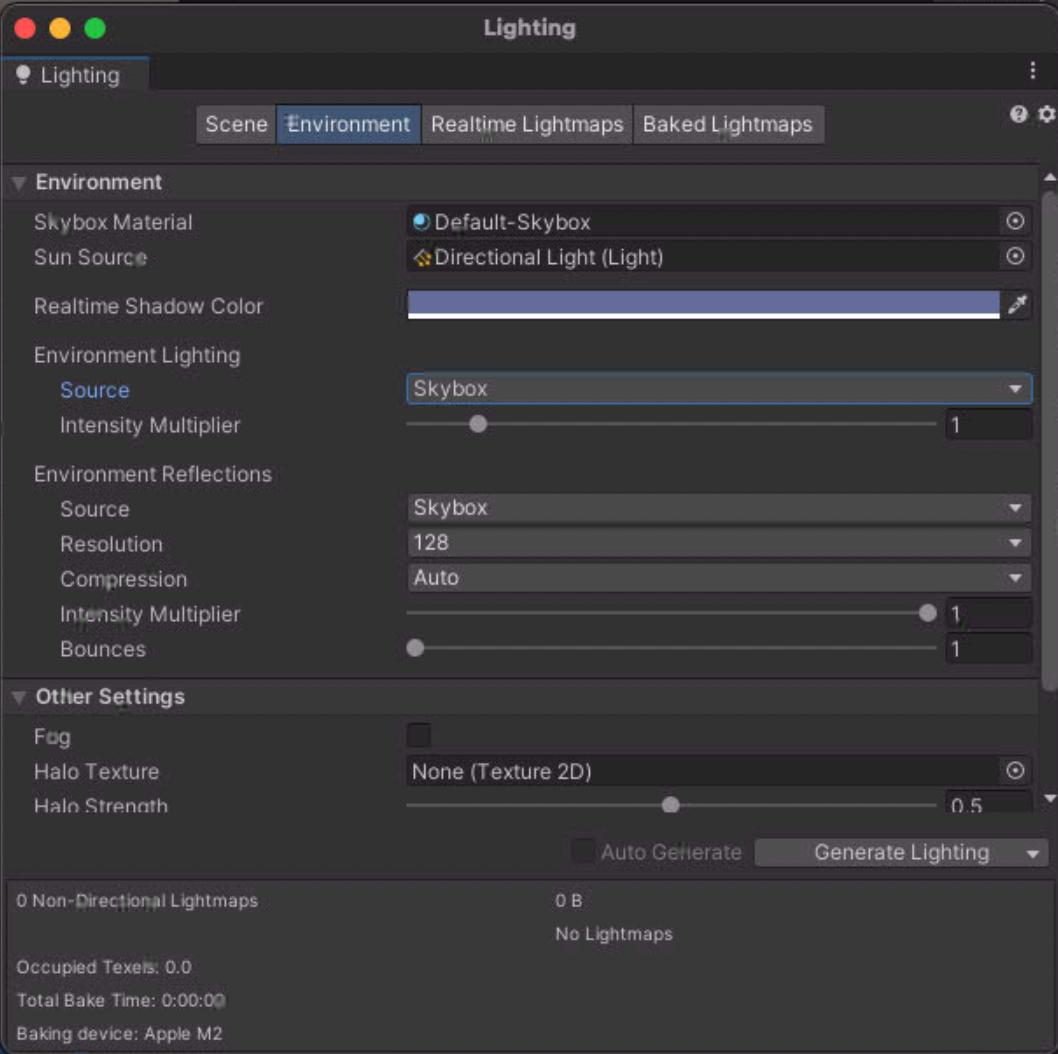 Lighting
Lighting
Scene Environment Realtime Lightmaps Baked Lightmaps
Environment
Skybox Material Default-Skybox
Sun Source Directional Light (Light)
Realtime Shadow Color
Environment Lighting
Source Skybox
Intensity Multiplier 1
Environment Reflections
Source Skybox
Resolution 128
Compression Auto
Intensity Multiplier 1
Bounces 1
Other Settings
Fog
Halo Texture None (Texture 2D)
Halo Strength 0.5
Auto Generate Generate Lighting
0 Non-Directional Lightmaps 0 B
No Lightmaps
Occupied Texels: 0.0
Total Bake Time: 0:00:00
Baking device: Apple M2